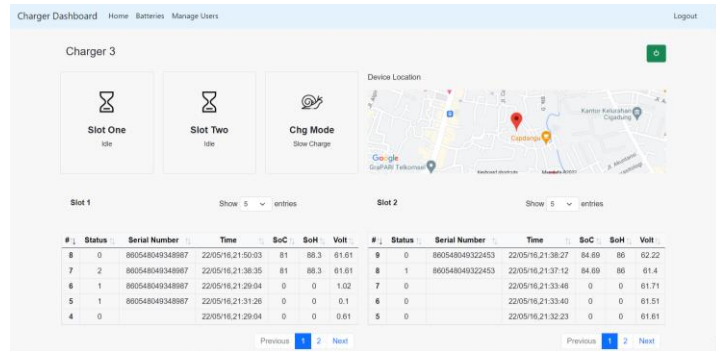 Charger Dashboard Home Batteries Manage Users Logout
Charger 3
Slot One
Idle
Slot Two
Idle
Chg Mode
Slow Charge
Device Location
Kantor Kelurahan
Cigadung
Capdangu
Google
GraPARI Telkomsel
Slot 1 Show 5 entries
# Status Serial Number Time SoC SoH Volt
8 0 860548049348987 22/05/16,21:50:03 81 88.3 61.61
7 2 860548049348987 22/05/16,21:38:35 81 88.3 61.61
6 1 860548049348987 22/05/16,21:29:04 0 0 1.02
5 1 860548049348987 22/05/16,21:31:26 0 0 0.1
4 0 22/05/16,21:29:04 0 0 0.61
Previous 1 2 Next
Slot 2 Show 5 entries
# Status Serial Number Time SoC SoH Volt
9 0 860548049322453 22/05/16,21:38:27 84.69 86 62.22
8 1 860548049322453 22/05/16,21:37:12 84.69 86 61.4
7 0 22/05/16,21:33:46 0 0 61.71
6 0 22/05/16,21:33:40 0 0 61.51
5 0 22/05/16,21:32:23 0 0 61.61
Previous 1 2 Next